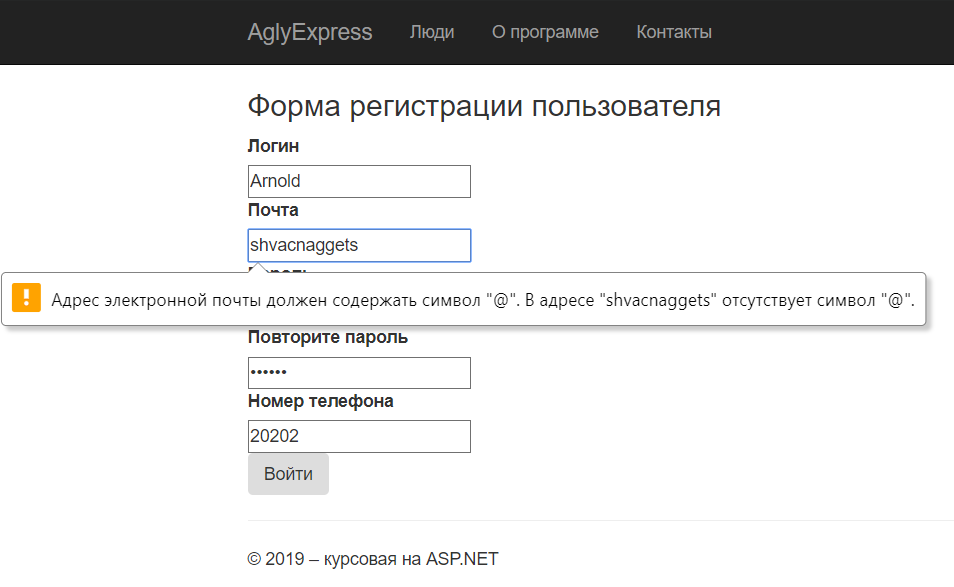 AglyExpress Люди О программе Контакты
Форма регистрации пользователя
Логин
Arnold
Почта
shvacnaggets
Адрес электронной почты должен содержать символ "@". В адресе "shvacnaggets" отсутствует символ "@".
Повторите пароль
••••••
Номер телефона
20202
Войти
© 2019 – курсовая на ASP.NET